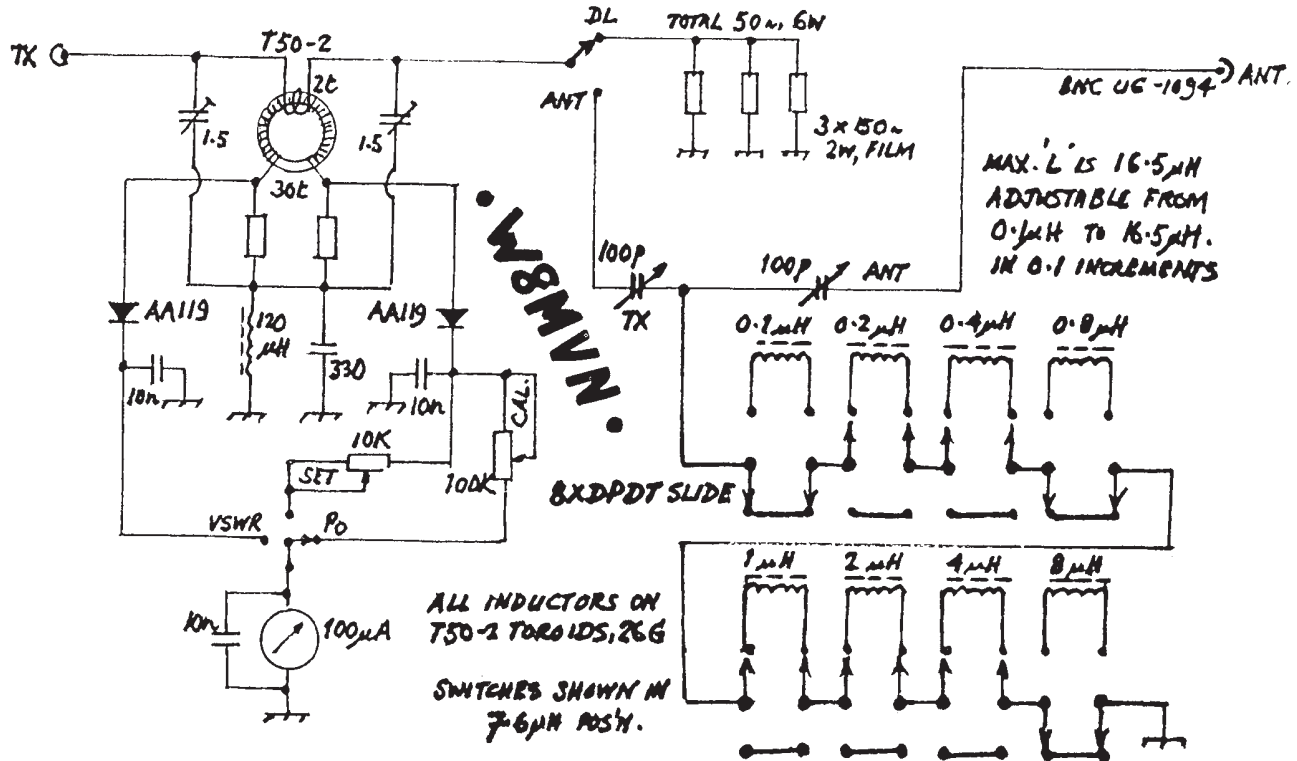 TX
T50-2
2t
1.5
1.5
30t
AA119
AA119
120
µH
330
10n
10n
10K
SET
CAL.
100K
VSWR
PO
10n
100µA
DL
ANT
TOTAL 50~, 6W
3 x 150~
2W, FILM
BNC UG-1094
ANT.
MAX. 'L' IS 16.5µH
ADJUSTABLE FROM
0.1µH TO 16.5µH.
IN 0.1 INCREMENTS
100P
TX
100P
ANT
• W8MVN •
0.1µH
0.2µH
0.4µH
0.8µH
8XDPDT SLIDE
1µH
2µH
4µH
8µH
ALL INDUCTORS ON
T50-2 TOROIDS, 26G
SWITCHES SHOWN IN
7.6µH POS'N.